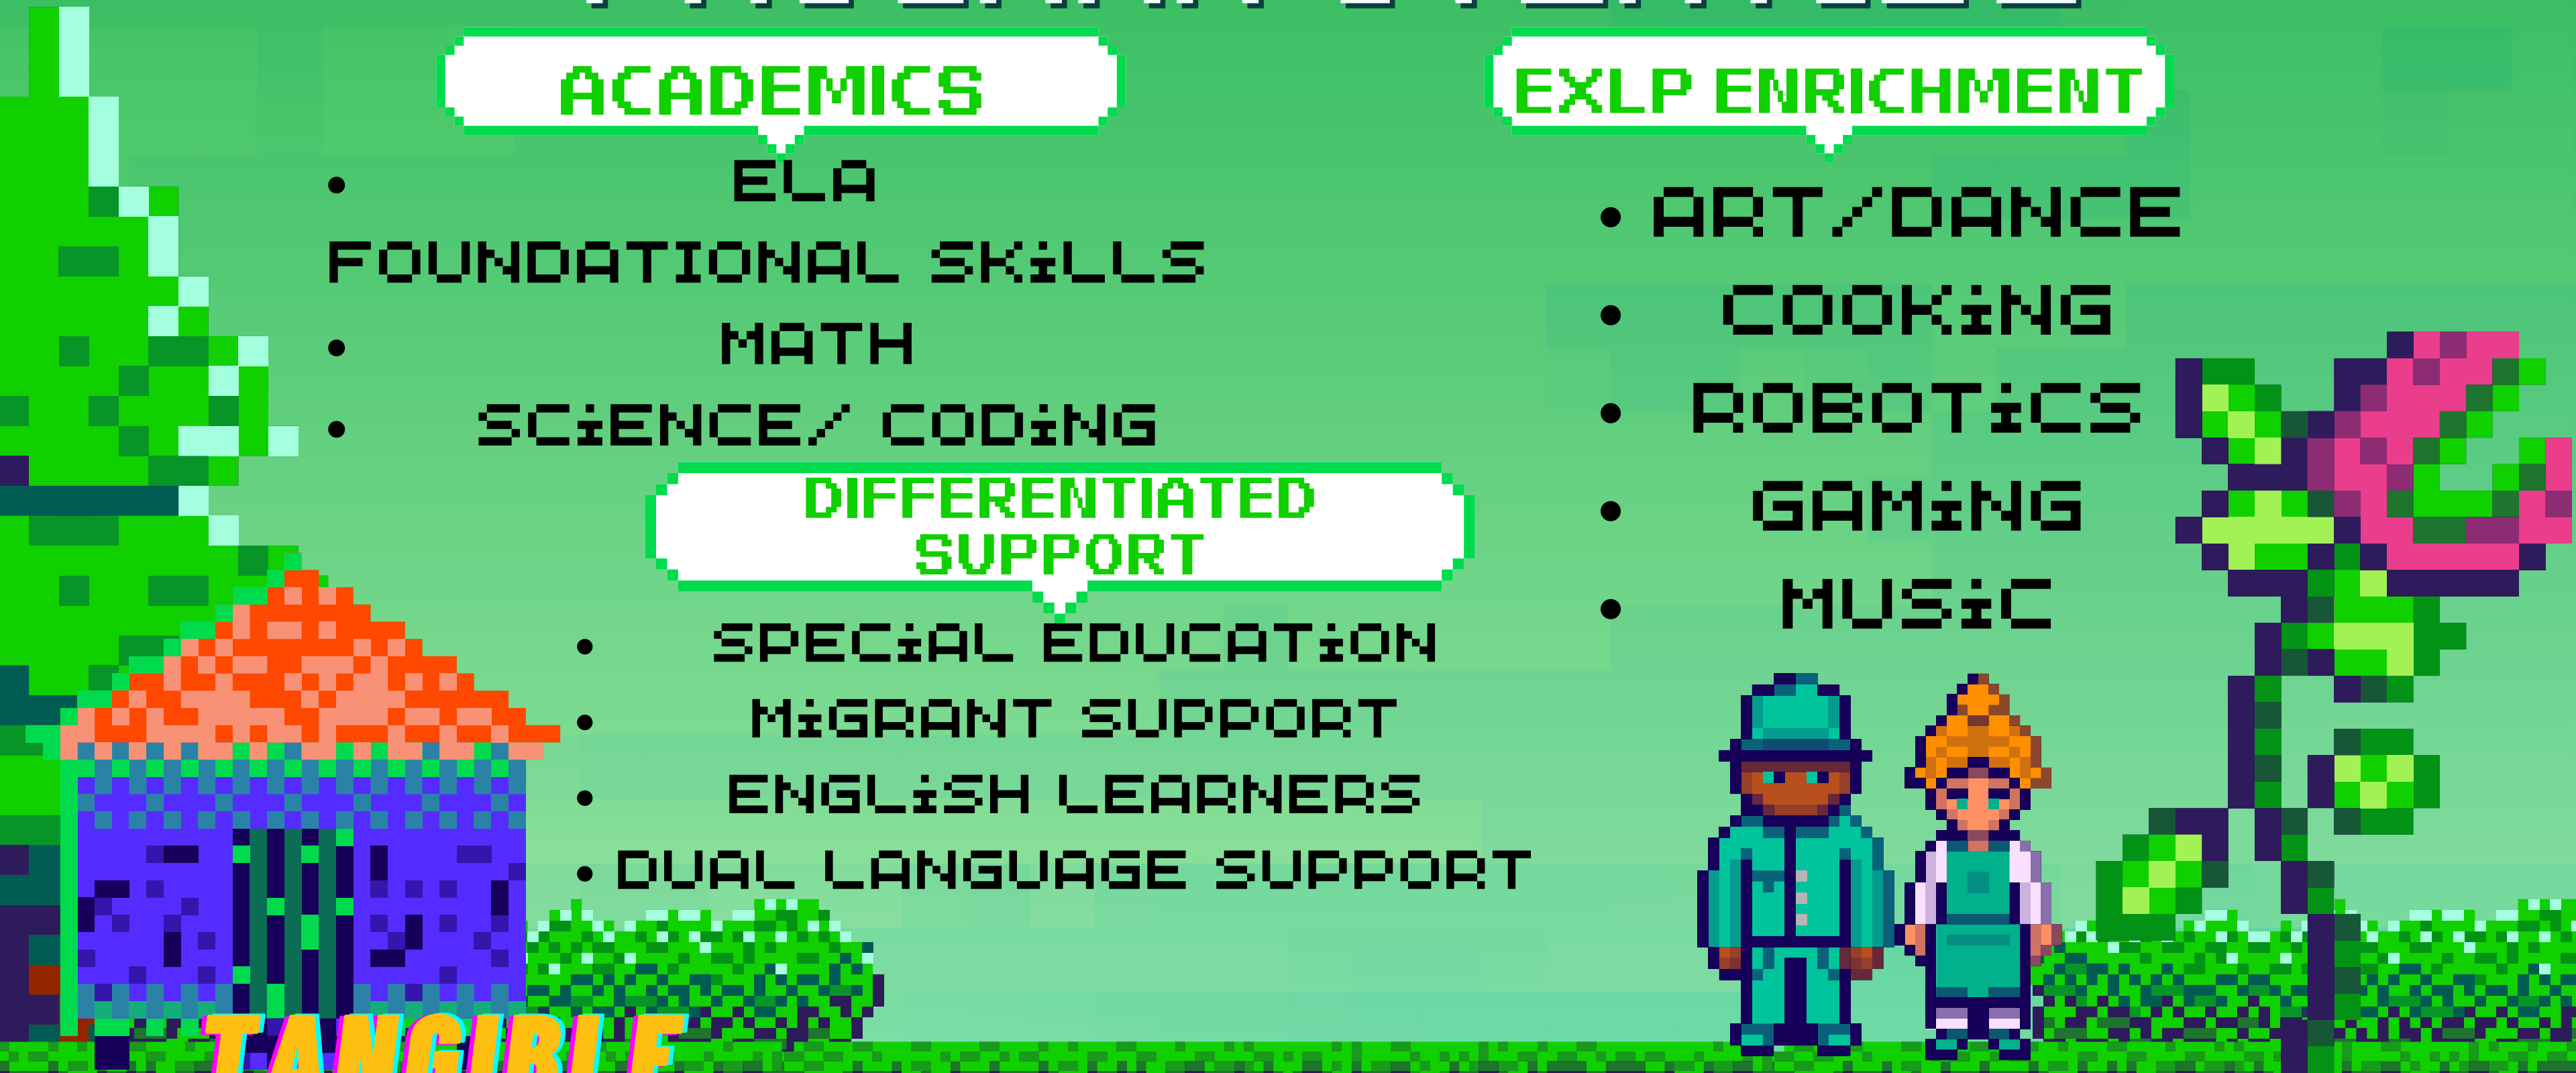 ACADEMICS
• ELA
FOUNDATIONAL SKiLLS
• MATH
• SCiENCE/ CODiNG
DIFFERENTIATED
SUPPORT
• SPECiAL EDUCATiON
• MiGRANT SUPPORT
• ENGLiSH LEARNERS
• DUAL LANGUAGE SUPPORT
EXLP ENRICHMENT
• ART/DANCE
• COOKiNG
• ROBOTiCS
• GAMiNG
• MUSiC
TANGIBLE